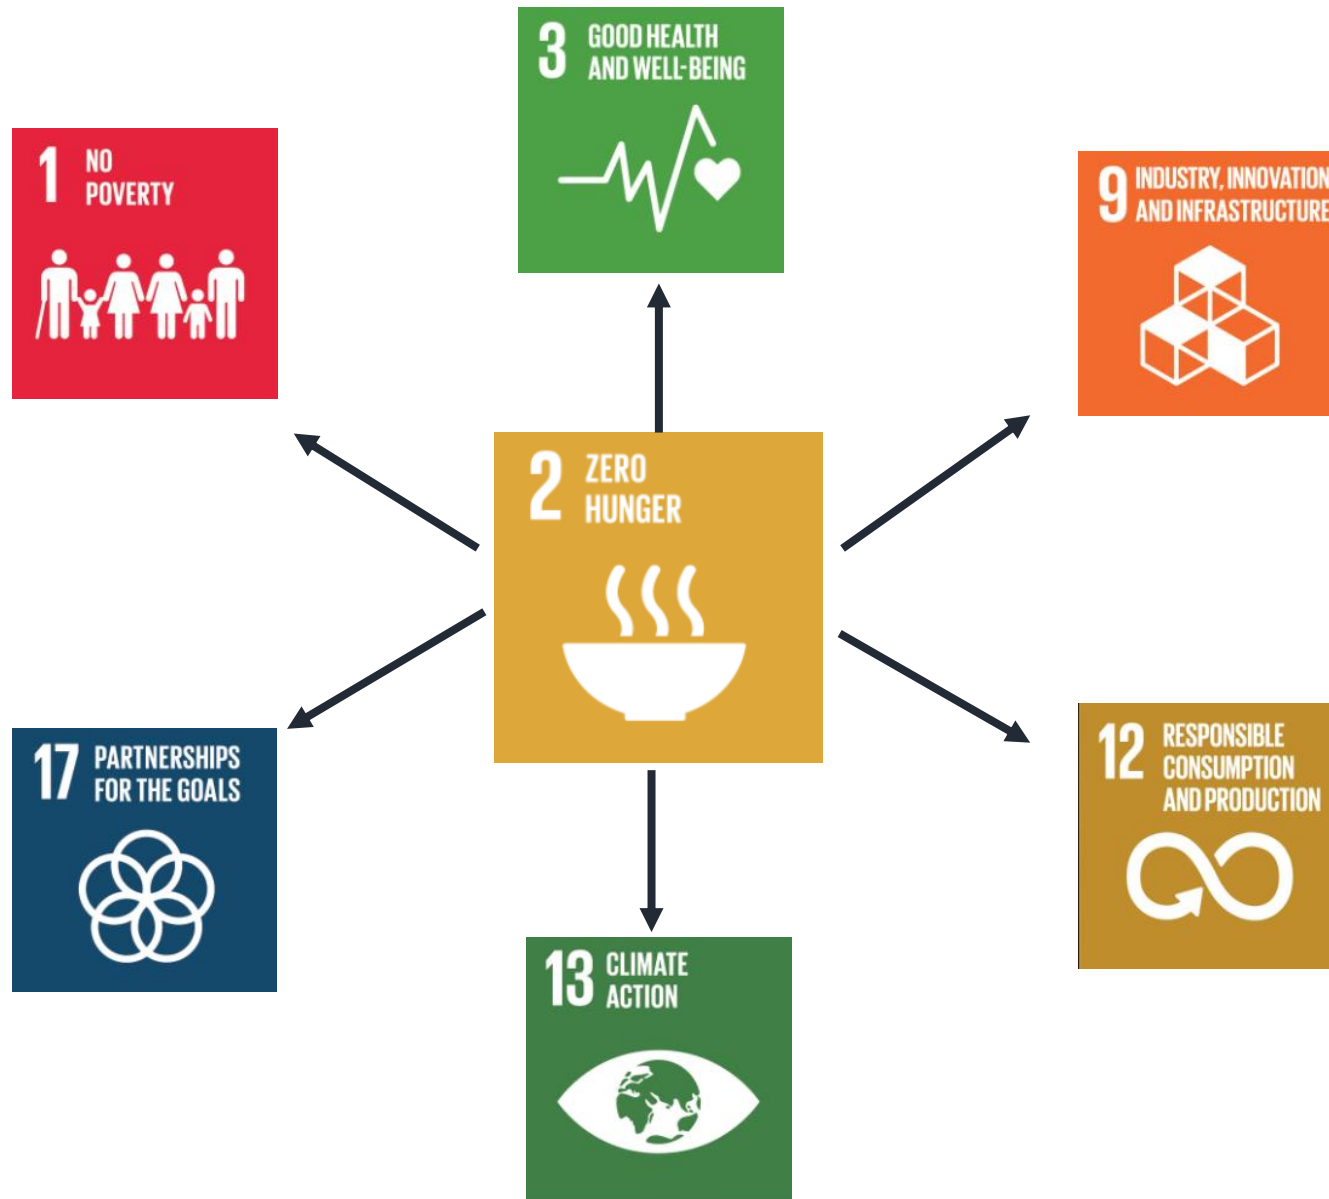 3 GOOD HEALTH
AND WELL-BEING
1 NO
POVERTY
9 INDUSTRY, INNOVATION
AND INFRASTRUCTURE
2 ZERO
HUNGER
17 PARTNERSHIPS
FOR THE GOALS
12 RESPONSIBLE
CONSUMPTION
AND PRODUCTION
13 CLIMATE
ACTION